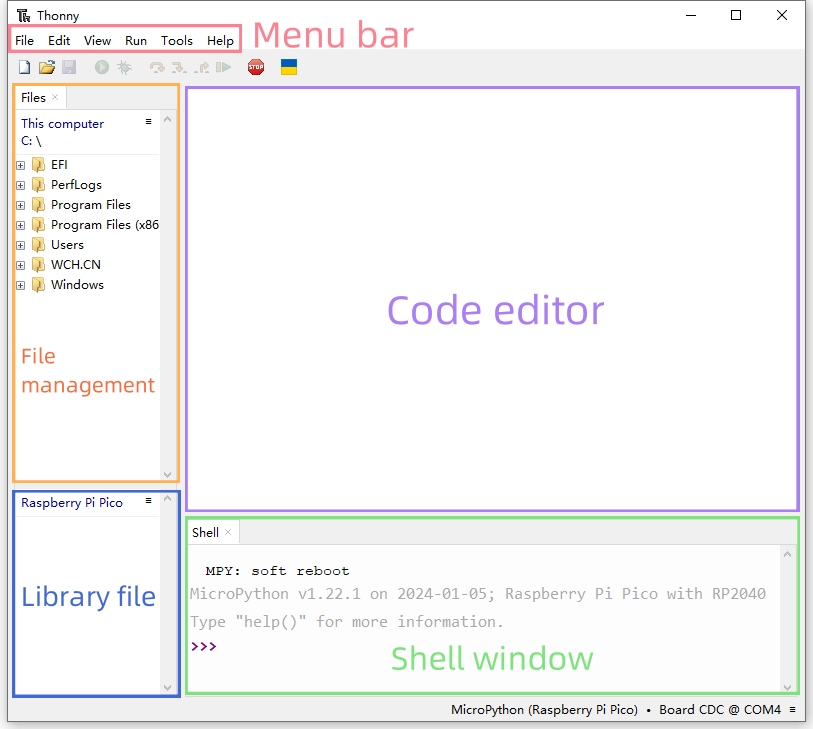 Thonny
File Edit View Run Tools Help
Menu bar
STOP
Files ×
This computer
C: \
EFI
PerfLogs
Program Files
Program Files (x86
Users
WCH.CN
Windows
File
management
Code editor
Raspberry Pi Pico
Library file
Shell ×
MPY: soft reboot
MicroPython v1.22.1 on 2024-01-05; Raspberry Pi Pico with RP2040
Type "help()" for more information.
>>>
Shell window
MicroPython (Raspberry Pi Pico) • Board CDC @ COM4 ≡